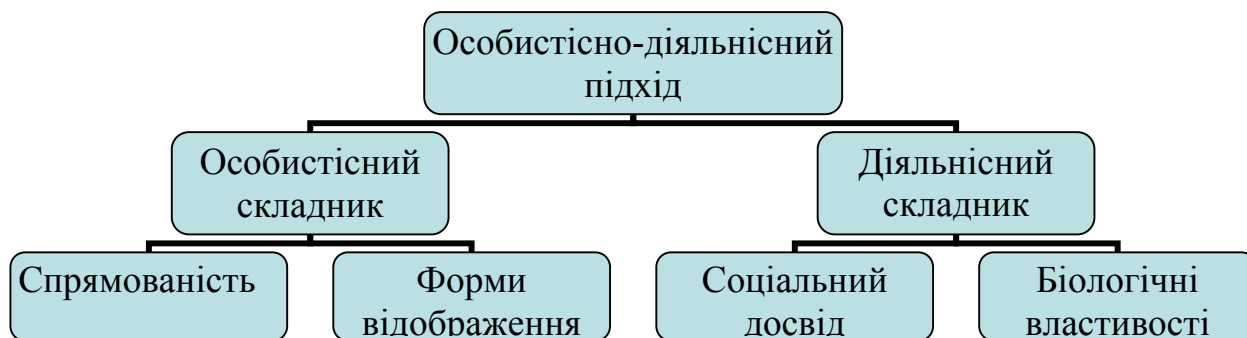 Особистісно-діяльнісний
підхід
Особистісний
складник
Діяльнісний
складник
Спрямованість
Форми
відображення
Соціальний
досвід
Біологічні
властивості